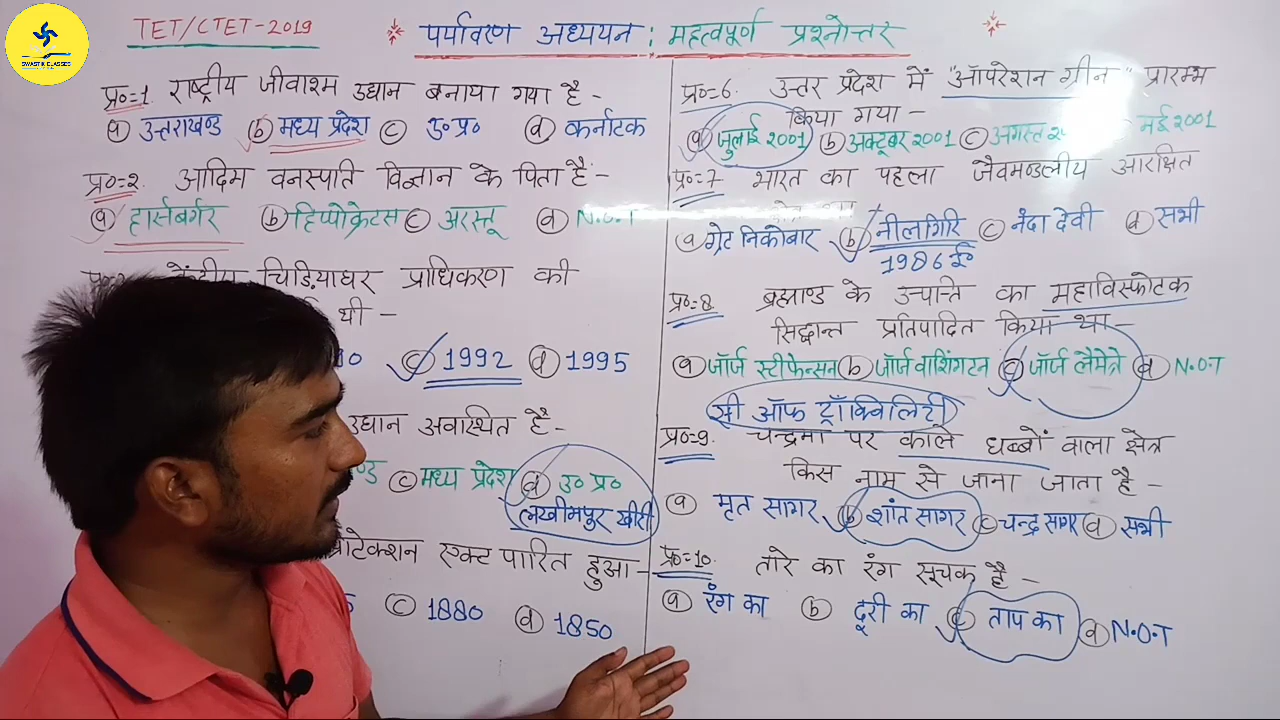 SWASTIK CLASSES
TET/CTET-2019
पर्यावरण अध्ययन : महत्वपूर्ण प्रश्नोत्तर
प्र०=1. राष्ट्रीय जीवाश्म उद्यान बनाया गया है -
(a) उत्तराखण्ड (b) मध्य प्रदेश (c) उ० प्र० (d) कर्नाटक
प्र०=2. आदिम वनस्पति विज्ञान के पिता है -
(a) हार्सबर्गर (b) हिप्पोक्रेटस (c) अरस्तू (d) N.O.T
केंद्रीय चिड़ियाघर प्राधिकरण की
थी -
(c) 1992 (d) 1995
उद्यान अवस्थित है -
(c) मध्य प्रदेश (d) उ० प्र०
लखीमपुर खीरी
एक्ट पारित हुआ -
(c) 1880 (d) 1850
प्र०=6. उत्तर प्रदेश में "ऑपरेशन ग्रीन" प्रारम्भ
किया गया -
(a) जुलाई 2001 (b) अक्टूबर 2001 (c) अगस्त मई 2001
प्र०=7 भारत का पहला जैवमण्डलीय आरक्षित
(a) ग्रेट निकोबार (b) नीलगिरि (c) नंदा देवी (d) सभी
1986 ई०
प्र०=8. ब्रह्माण्ड के उत्पत्ति का महाविस्फोटक
सिद्धान्त प्रतिपादित किया था -
(a) जॉर्ज स्टीफेन्सन (b) जॉर्ज वाशिंगटन (c) जॉर्ज लैमेत्रे (d) N.O.T
सी ऑफ ट्रॉक्विलिटी
प्र०=9. चन्द्रमा पर काले धब्बों वाला क्षेत्र
किस नाम से जाना जाता है -
(a) मृत सागर (b) शांत सागर (c) चन्द्र सागर (d) सभी
प्र०=10. तारे का रंग सूचक है -
(a) रंग का (b) दूरी का (c) ताप का (d) N.O.T